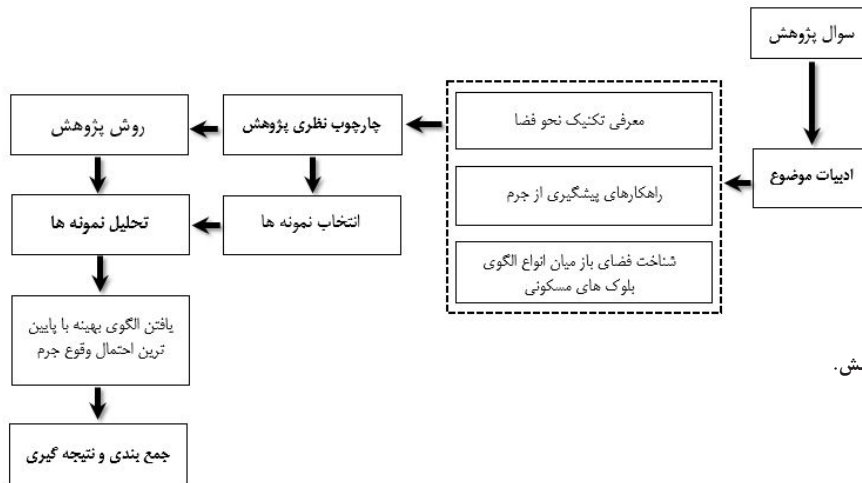 سوال پژوهش
ادبیات موضوع
معرفی تکنیک نحو فضا
راهکارهای پیشگیری از جرم
شناخت فضای باز میان انواع الگوی
بلوک های مسکونی
چارچوب نظری پژوهش
انتخاب نمونه ها
روش پژوهش
تحلیل نمونه ها
یافتن الگوی بهینه با پایین
ترین احتمال وقوع جرم
جمع بندی و نتیجه گیری